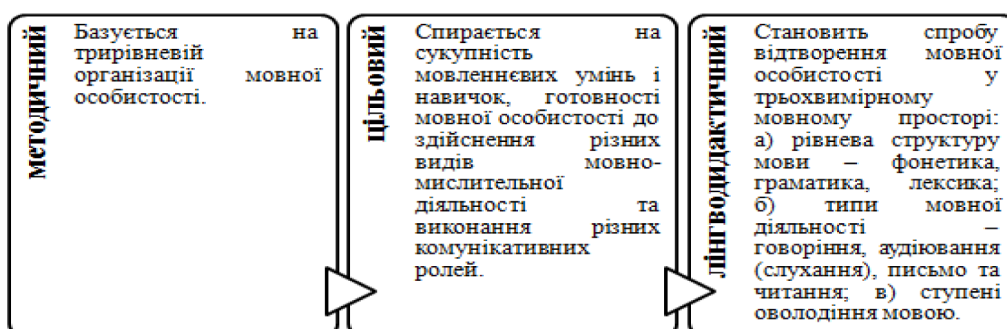 методичний
Базується на
трирівневій
організації мовної
особистості.
цільовий
Спирається на
сукупність
мовленнєвих умінь і
навичок, готовності
мовної особистості до
здійснення різних
видів мовно-
мислительної
діяльності та
виконання різних
комунікативних
ролей.
лінгводидактичний
Становить спробу
відтворення мовної
особистості у
трьохвимірному
мовному просторі:
а) рівнева структуру
мови – фонетика,
граматика, лексика;
б) типи мовної
діяльності –
говоріння, аудіювання
(слухання), письмо та
читання; в) ступені
оволодіння мовою.